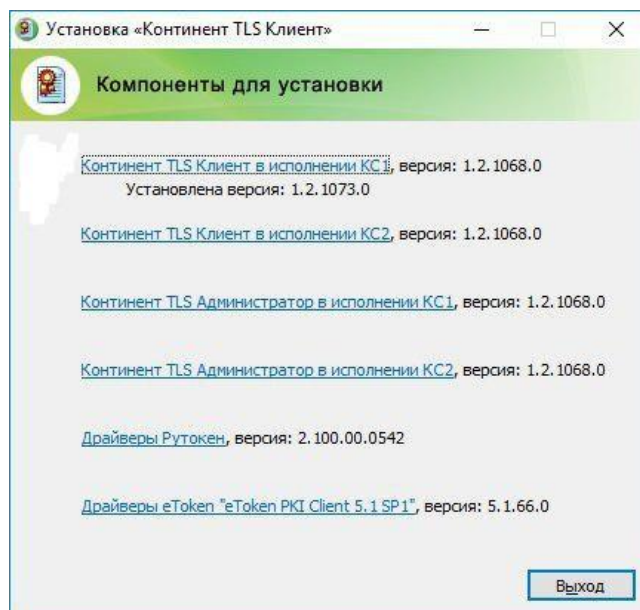 Установка «Континент TLS Клиент»
Компоненты для установки
Континент TLS Клиент в исполнении КС1, версия: 1.2.1068.0
Установлена версия: 1.2.1073.0
Континент TLS Клиент в исполнении КС2, версия: 1.2.1068.0
Континент TLS Администратор в исполнении КС1, версия: 1.2.1068.0
Континент TLS Администратор в исполнении КС2, версия: 1.2.1068.0
Драйверы Рутокен, версия: 2.100.00.0542
Драйверы eToken "eToken PKI Client 5.1 SP1", версия: 5.1.66.0
Выход